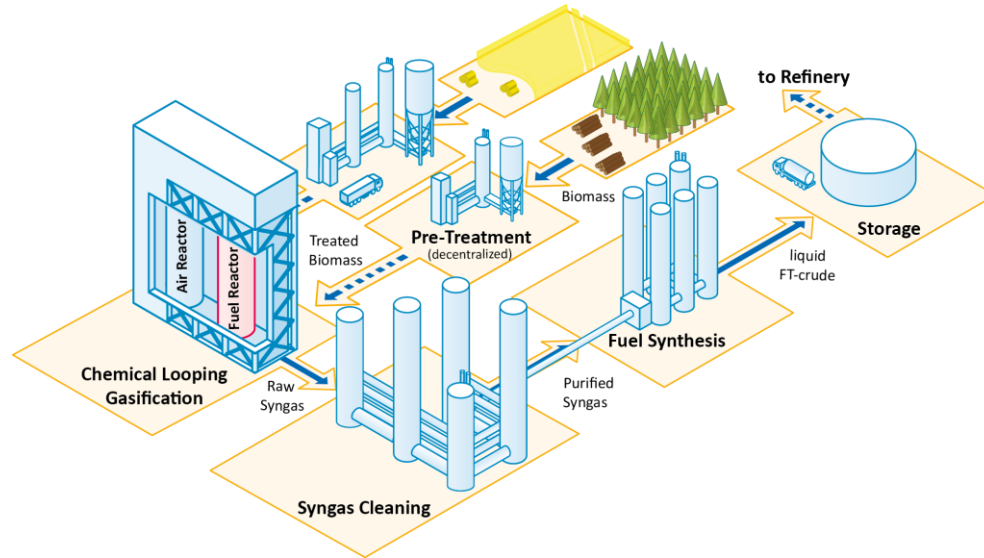 to Refinery
Storage
Biomass
Pre-Treatment
(decentralized)
Treated
Biomass
Air Reactor
Fuel Reactor
Chemical Looping
Gasification
Raw
Syngas
Syngas Cleaning
Purified
Syngas
Fuel Synthesis
liquid
FT-crude